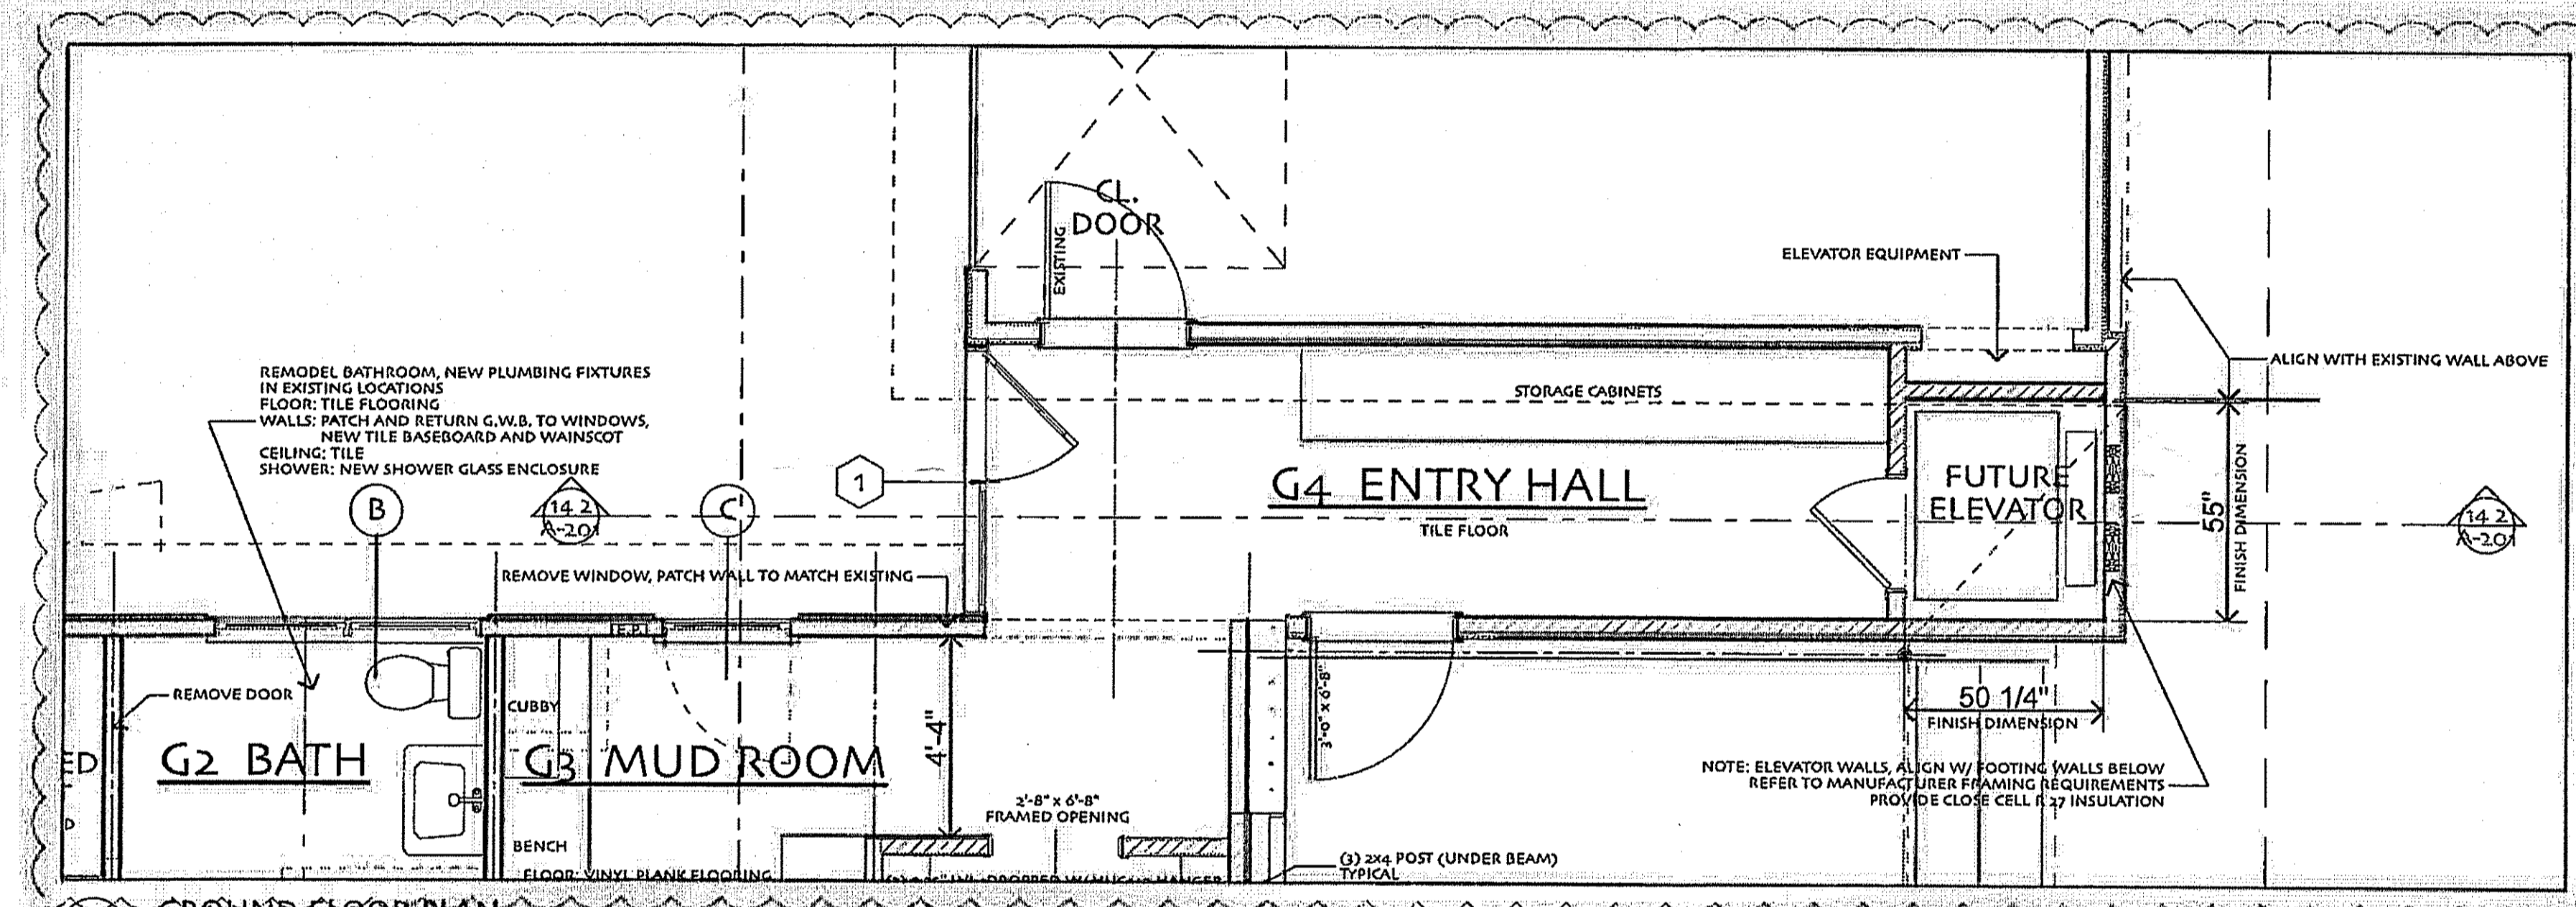 CL.
DOOR
EXISTING
ELEVATOR EQUIPMENT
ALIGN WITH EXISTING WALL ABOVE
REMODEL BATHROOM, NEW PLUMBING FIXTURES
IN EXISTING LOCATIONS
FLOOR: TILE FLOORING
WALLS: PATCH AND RETURN G.W.B. TO WINDOWS,
NEW TILE BASEBOARD AND WAINSCOT
CEILING: TILE
SHOWER: NEW SHOWER GLASS ENCLOSURE
STORAGE CABINETS
1
G4 ENTRY HALL
TILE FLOOR
FUTURE
ELEVATOR
55"
FINISH DIMENSION
B
14.2
A-201
C
14.2
A-201
REMOVE WINDOW, PATCH WALL TO MATCH EXISTING
E.P.
REMOVE DOOR
CUBBY
ED
G2 BATH
G3 MUD ROOM
4'-4"
3'-0" x 6'-8"
50 1/4"
FINISH DIMENSION
NOTE: ELEVATOR WALLS, ALIGN W/ FOOTING WALLS BELOW
REFER TO MANUFACTURER FRAMING REQUIREMENTS
PROVIDE CLOSE CELL R 27 INSULATION
2'-8" x 6'-8"
FRAMED OPENING
D
BENCH
(3) 2X4 POST (UNDER BEAM)
TYPICAL
FLOOR: VINYL PLANK FLOORING
GROUND FLOOR PLAN